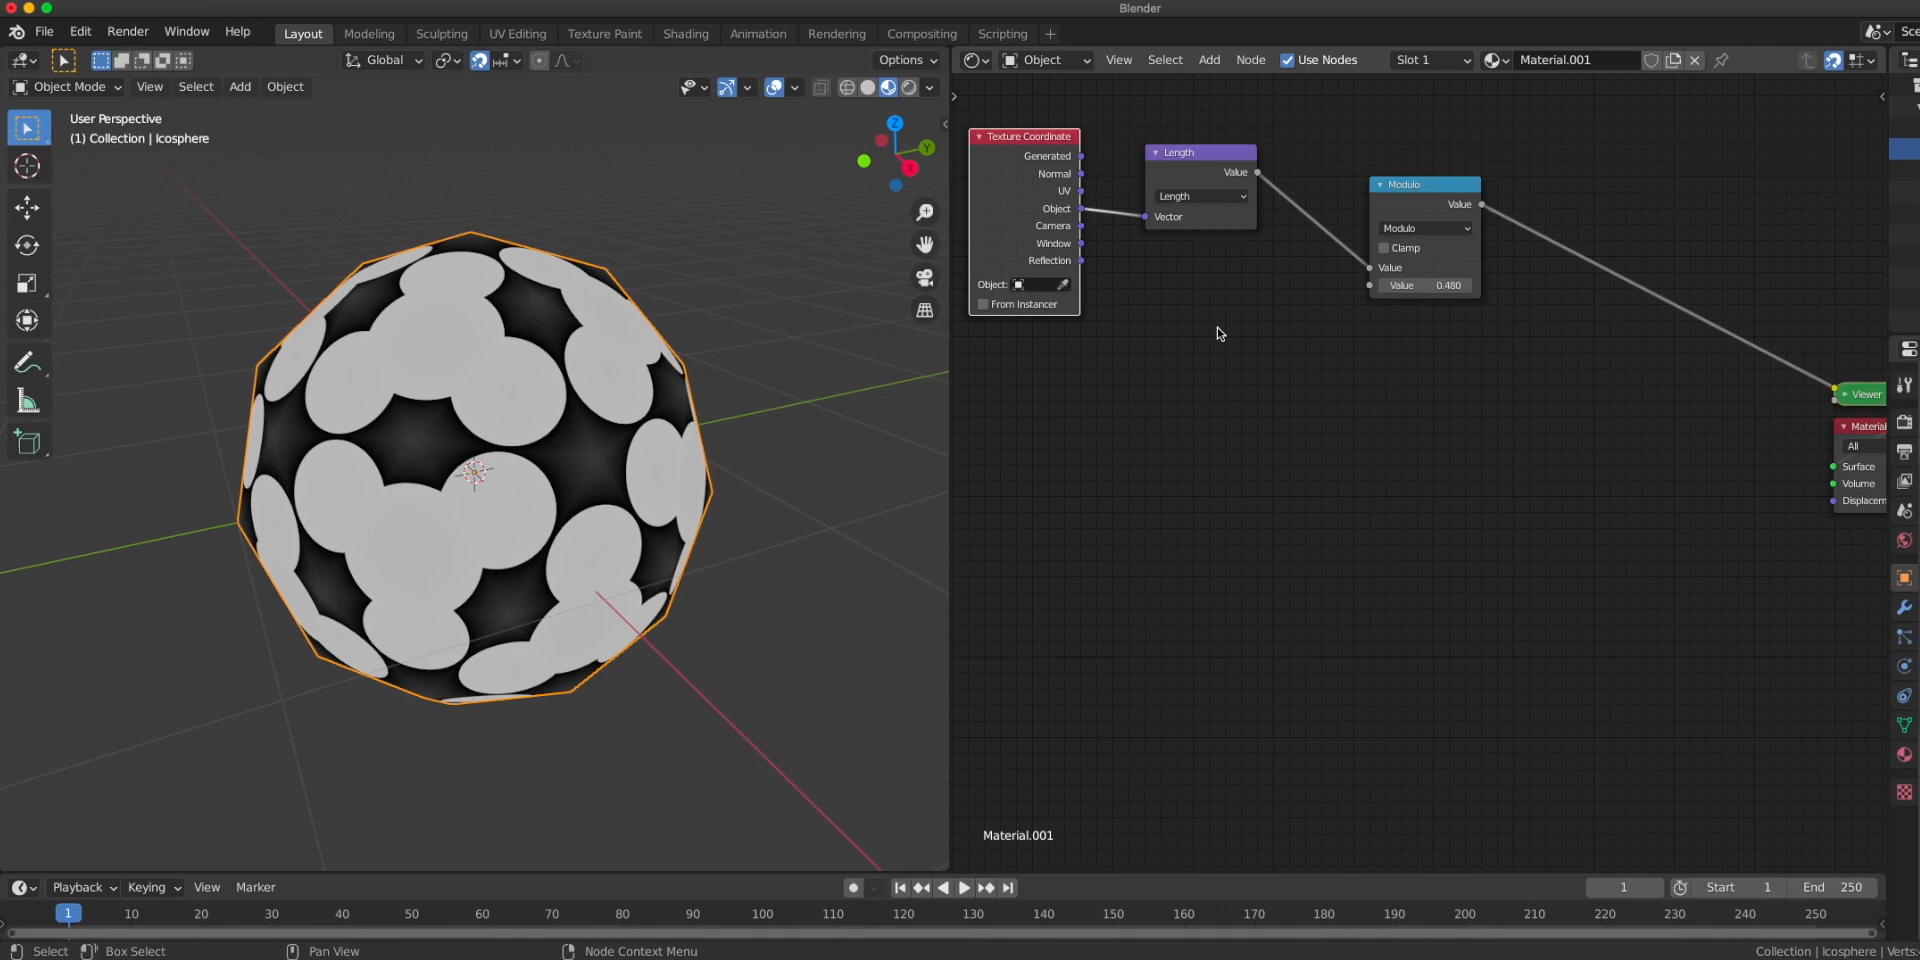 Blender
File Edit Render Window Help Layout Modeling Sculpting UV Editing Texture Paint Shading Animation Rendering Compositing Scripting + Sce
Global Options
Object Mode View Select Add Object
User Perspective
(1) Collection | Icosphere
Z
Y
X
Object View Select Add Node Use Nodes Slot 1 Material.001
Texture Coordinate
Generated
Normal
UV
Object
Camera
Window
Reflection
Object:
From Instancer
Length
Value
Length
Vector
Modulo
Value
Modulo
Clamp
Value
Value 0.480
Viewer
Material
All
Surface
Volume
Displacem
Material.001
Playback Keying View Marker 1 Start 1 End 250
1 10 20 30 40 50 60 70 80 90 100 110 120 130 140 150 160 170 180 190 200 210 220 230 240 250
Select Box Select Pan View Node Context Menu Collection | Icosphere | Verts: